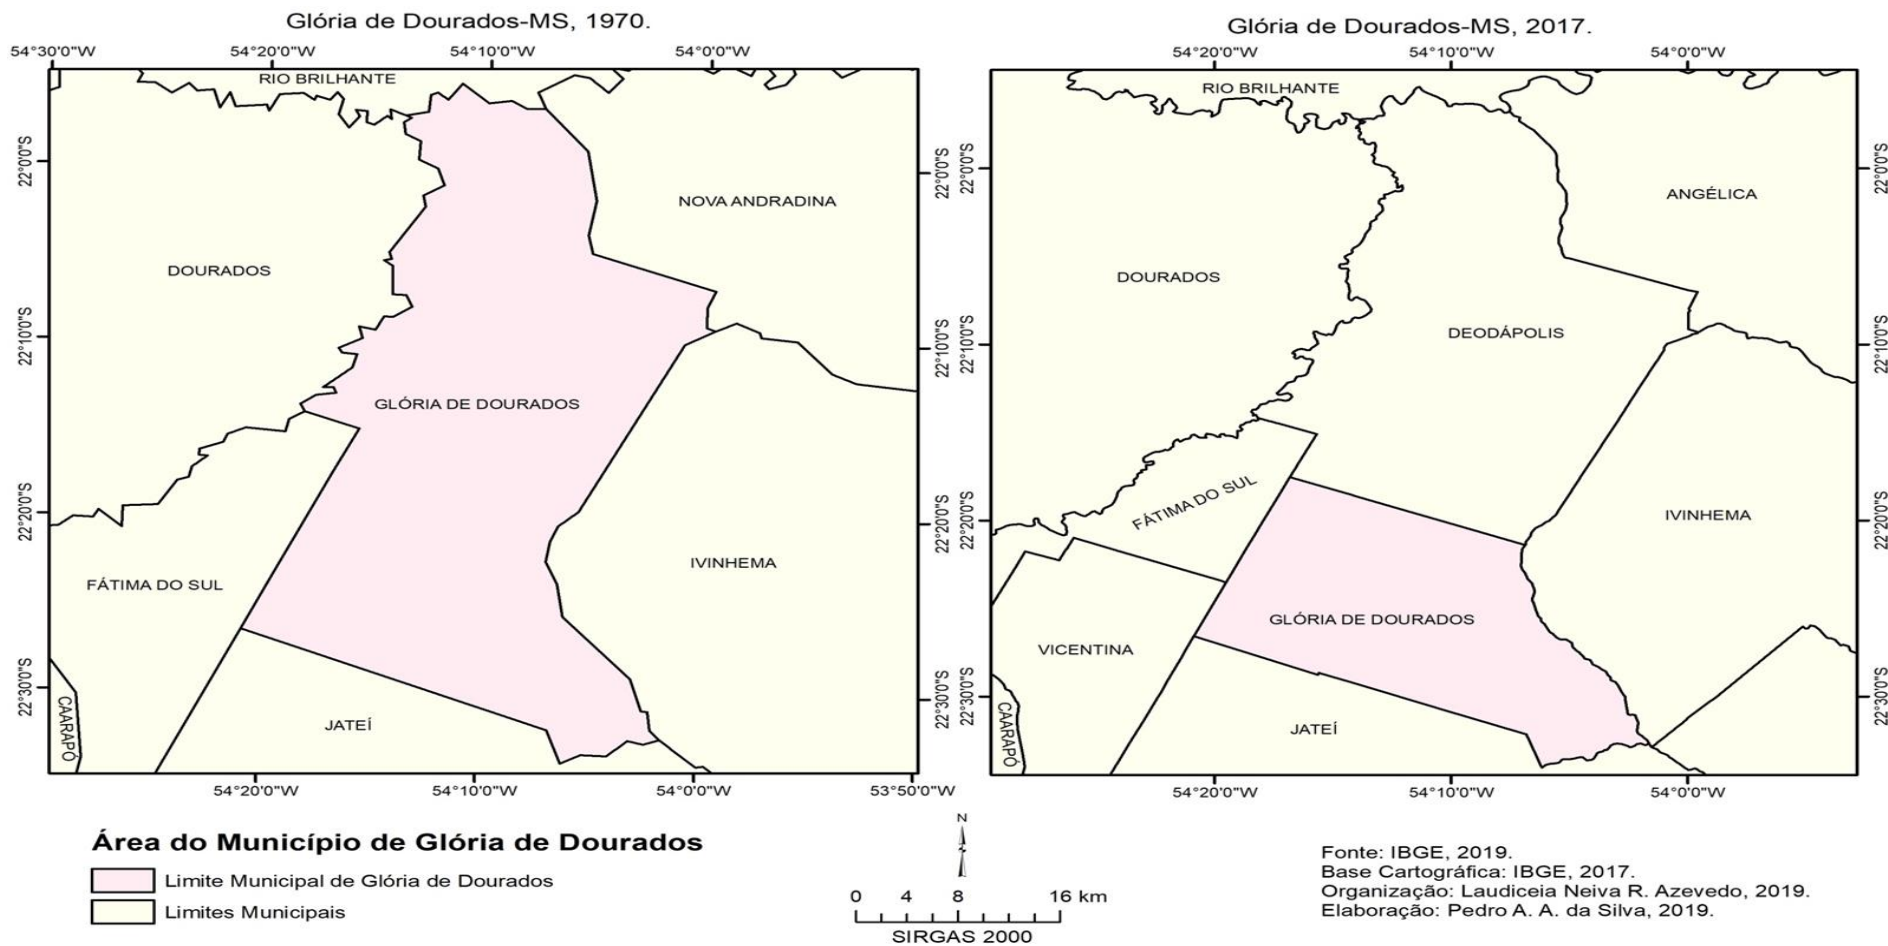 Glória de Dourados-MS, 1970.
54°30'0"W 54°20'0"W 54°10'0"W 54°0'0"W
RIO BRILHANTE
22°0'0"S
22°0'0"S
NOVA ANDRADINA
DOURADOS
22°10'0"S
22°10'0"S
GLÓRIA DE DOURADOS
22°20'0"S
22°20'0"S
IVINHEMA
FÁTIMA DO SUL
22°30'0"S
22°30'0"S
CAARAPÓ
JATEÍ
54°20'0"W 54°10'0"W 54°0'0"W 53°50'0"W
Glória de Dourados-MS, 2017.
54°20'0"W 54°10'0"W 54°0'0"W
RIO BRILHANTE
22°0'0"S
22°0'0"S
ANGÉLICA
DOURADOS
DEODÁPOLIS
22°10'0"S
22°10'0"S
FÁTIMA DO SUL
22°20'0"S
22°20'0"S
IVINHEMA
GLÓRIA DE DOURADOS
VICENTINA
22°30'0"S
22°30'0"S
CAARAPÓ
JATEÍ
54°20'0"W 54°10'0"W 54°0'0"W
Área do Município de Glória de Dourados
Limite Municipal de Glória de Dourados
Limites Municipais
N
0 4 8 16 km
SIRGAS 2000
Fonte: IBGE, 2019.
Base Cartográfica: IBGE, 2017.
Organização: Laudiceia Neiva R. Azevedo, 2019.
Elaboração: Pedro A. A. da Silva, 2019.